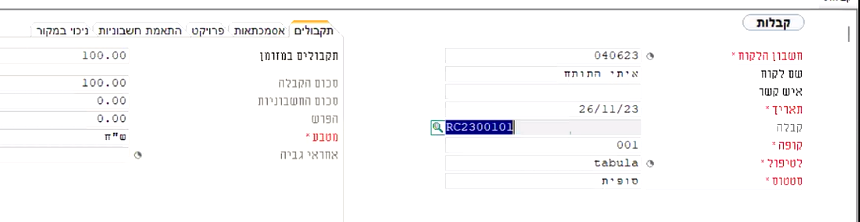 קבלות
חשבון הלקוח * 040623
שם לקוח איתי התותח
איש קשר
תאריך * 26/11/23
קבלה RC2300101
קופה * 001
לטיפול * tabula
סטטוס * סופית
תקבולים אסמכתאות פרויקט התאמת חשבוניות ניכוי במקור
תקבולים במזומן 100.00
סכום הקבלה 100.00
סכום החשבוניות 0.00
הפרש 0.00
מטבע * ש"ח
אחראי גביה